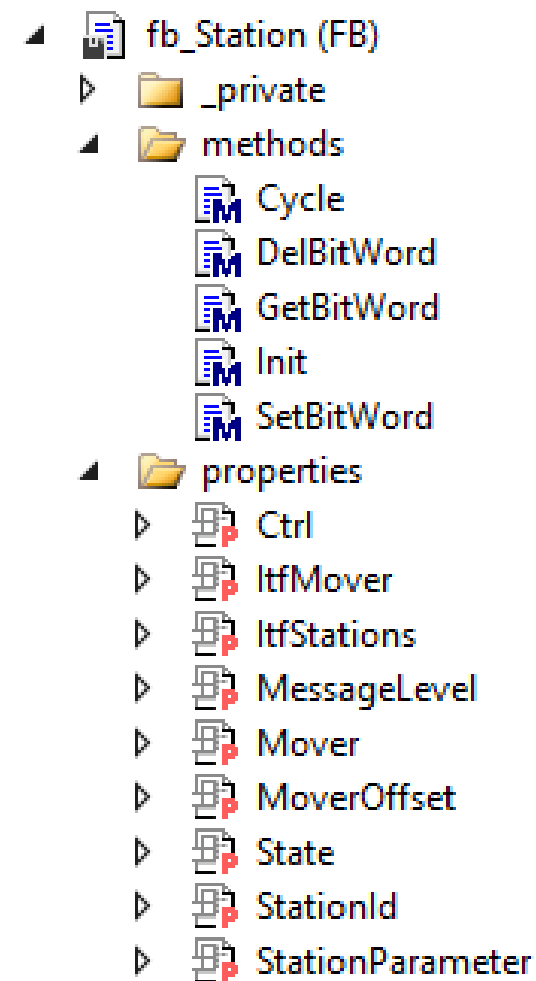 fb_Station (FB)
_private
methods
Cycle
DelBitWord
GetBitWord
Init
SetBitWord
properties
Ctrl
ItfMover
ItfStations
MessageLevel
Mover
MoverOffset
State
StationId
StationParameter